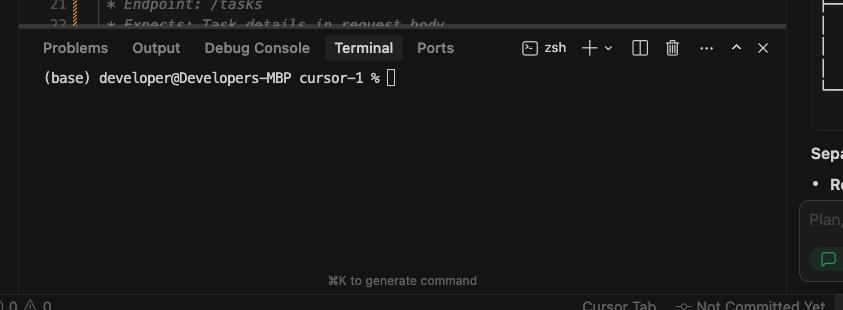 21 * Endpoint: /tasks
22 * Expects: Task details in request body
Problems Output Debug Console Terminal Ports zsh
(base) developer@Developers-MBP cursor-1 %
Sepa
• R
Plan,
⌘K to generate command
0 0 Cursor Tab Not Committed Yet